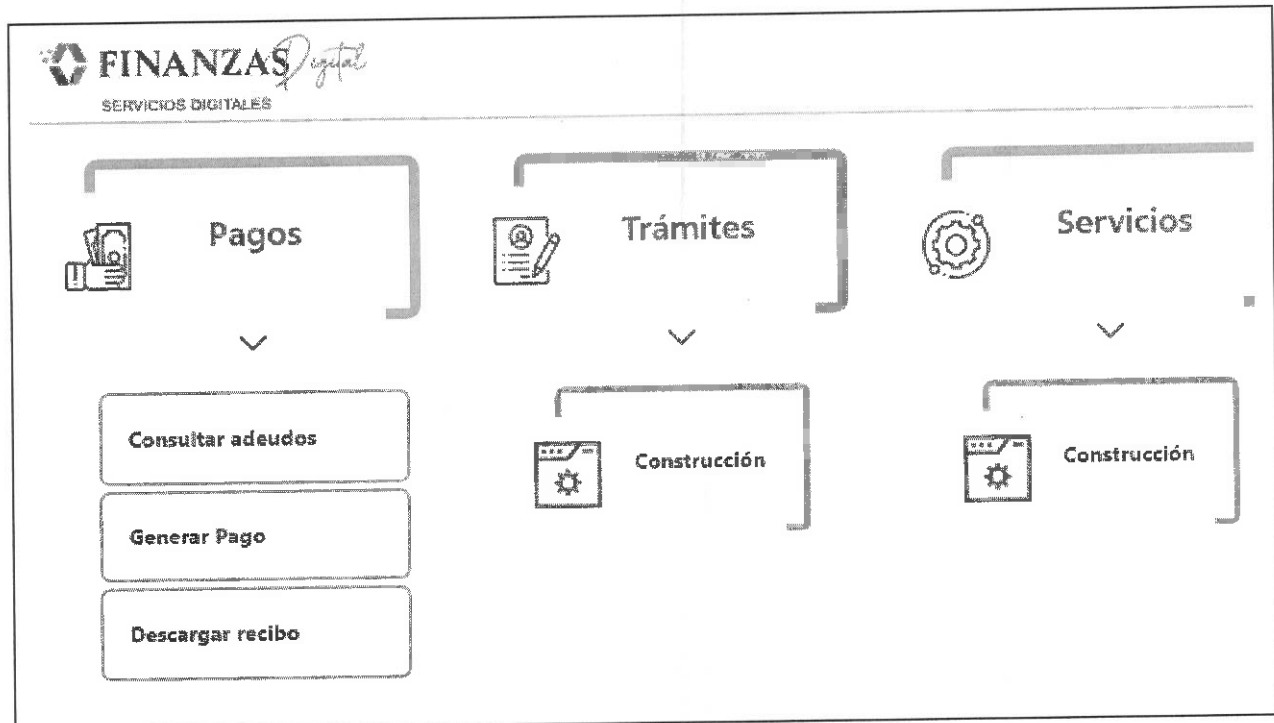 FINANZAS Digital
SERVICIOS DIGITALES
Pagos
Trámites
Servicios
Consultar adeudos
Generar Pago
Descargar recibo
Construcción
Construcción